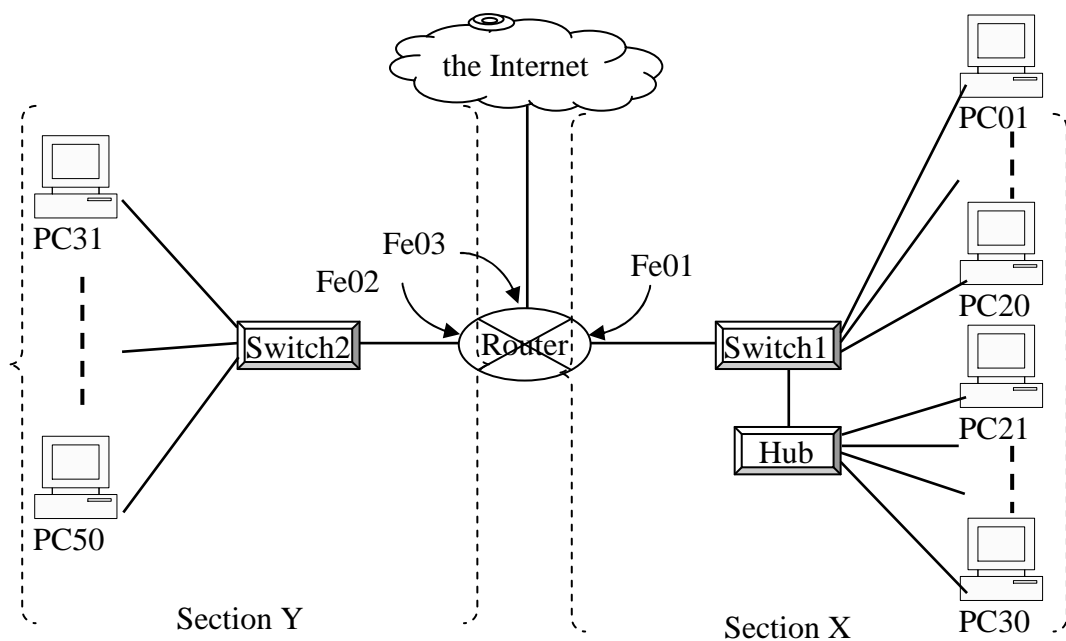 the Internet
PC01
PC31
Fe03
Fe01
Fe02
PC20
Switch2
Router
Switch1
PC21
Hub
PC50
Section Y
Section X
PC30